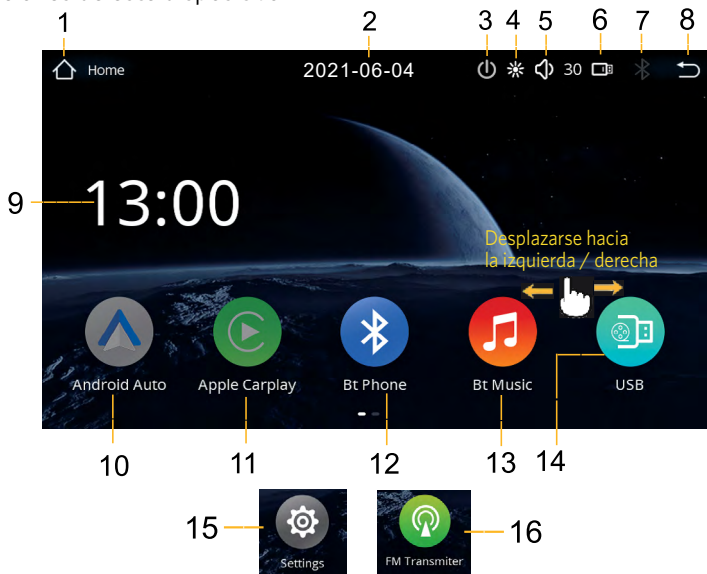 1 2 3 4 5 6 7 8
Home 2021-06-04 30
9 13:00
Desplazarse hacia
la izquierda / derecha
Android Auto Apple Carplay Bt Phone Bt Music USB
10 11 12 13 14
15 Settings FM Transmiter 16